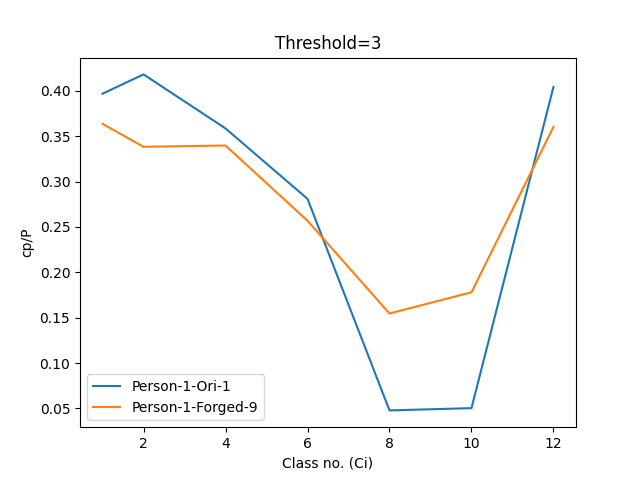 Threshold=3
cp/P
0.40
0.35
0.30
0.25
0.20
0.15
0.10
0.05
Person-1-Ori-1
Person-1-Forged-9
2 4 6 8 10 12
Class no. (Ci)